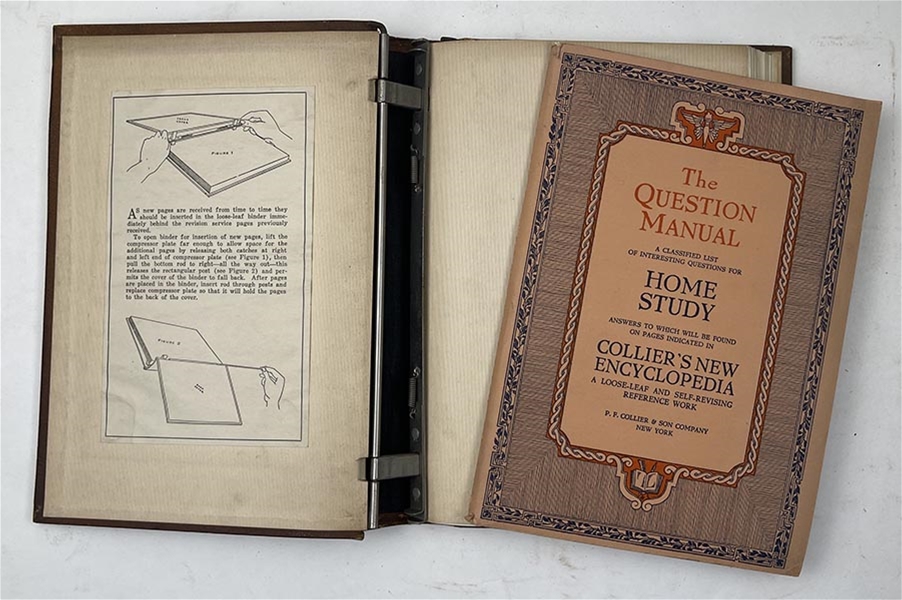 FIGURE 1
AS new pages are received from time to time they
should be inserted in the loose-leaf binder imme-
diately behind the revision service pages previously
received.
To open binder for insertion of new pages, lift the
compressor plate far enough to allow space for the
additional pages by releasing both catches at right
and left end of compressor plate (see Figure 1), then
pull the bottom rod to right—all the way out—this
releases the rectangular post (see Figure 2) and per-
mits the cover of the binder to fall back. After pages
are placed in the binder, insert rod through posts and
replace compressor plate so that it will hold the pages
to the back of the cover.
FIGURE 2
The
QUESTION
MANUAL
A CLASSIFIED LIST
OF INTERESTING QUESTIONS FOR
HOME
STUDY
ANSWERS TO WHICH WILL BE FOUND
ON PAGES INDICATED IN
COLLIER'S NEW
ENCYCLOPEDIA
A LOOSE-LEAF AND SELF-REVISING
REFERENCE WORK
P. F. COLLIER & SON COMPANY
NEW YORK